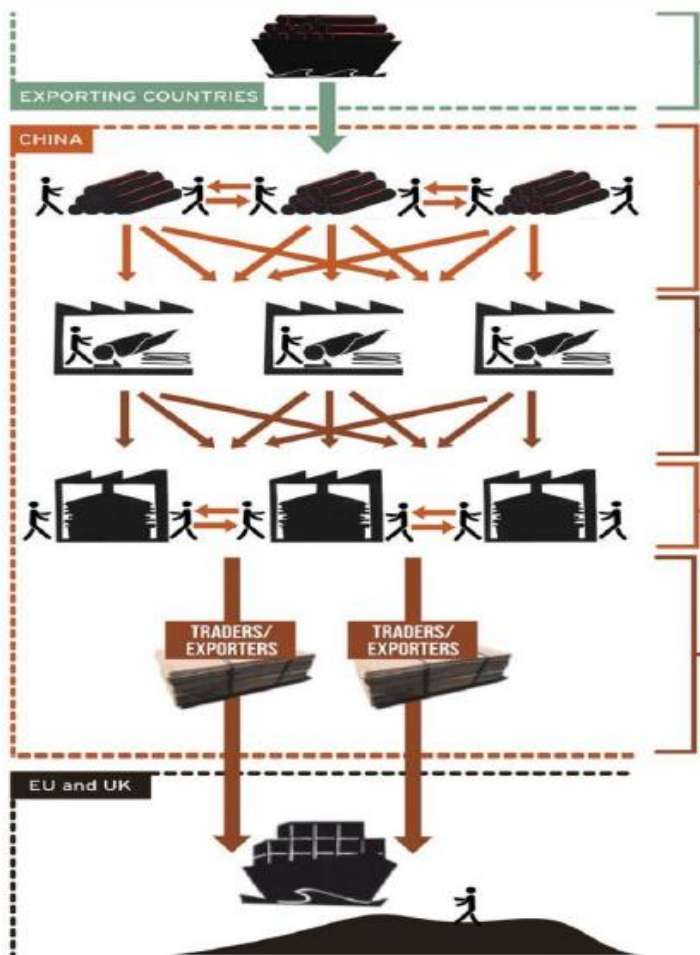 EXPORTING COUNTRIES
CHINA
TRADERS/
EXPORTERS
TRADERS/
EXPORTERS
EU and UK